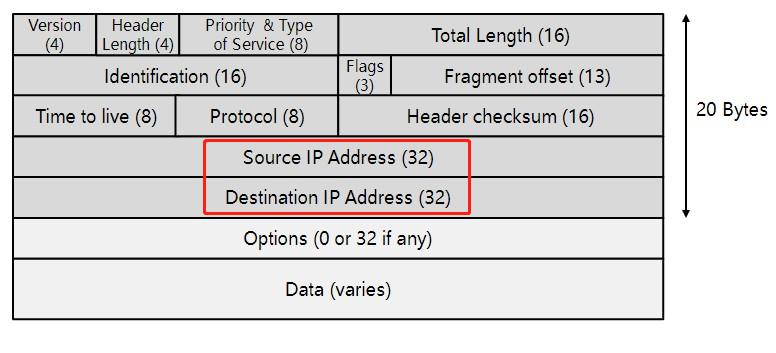 Version
(4)
Header
Length (4)
Priority & Type
of Service (8)
Total Length (16)
Identification (16)
Flags
(3)
Fragment offset (13)
Time to live (8)
Protocol (8)
Header checksum (16)
20 Bytes
Source IP Address (32)
Destination IP Address (32)
Options (0 or 32 if any)
Data (varies)